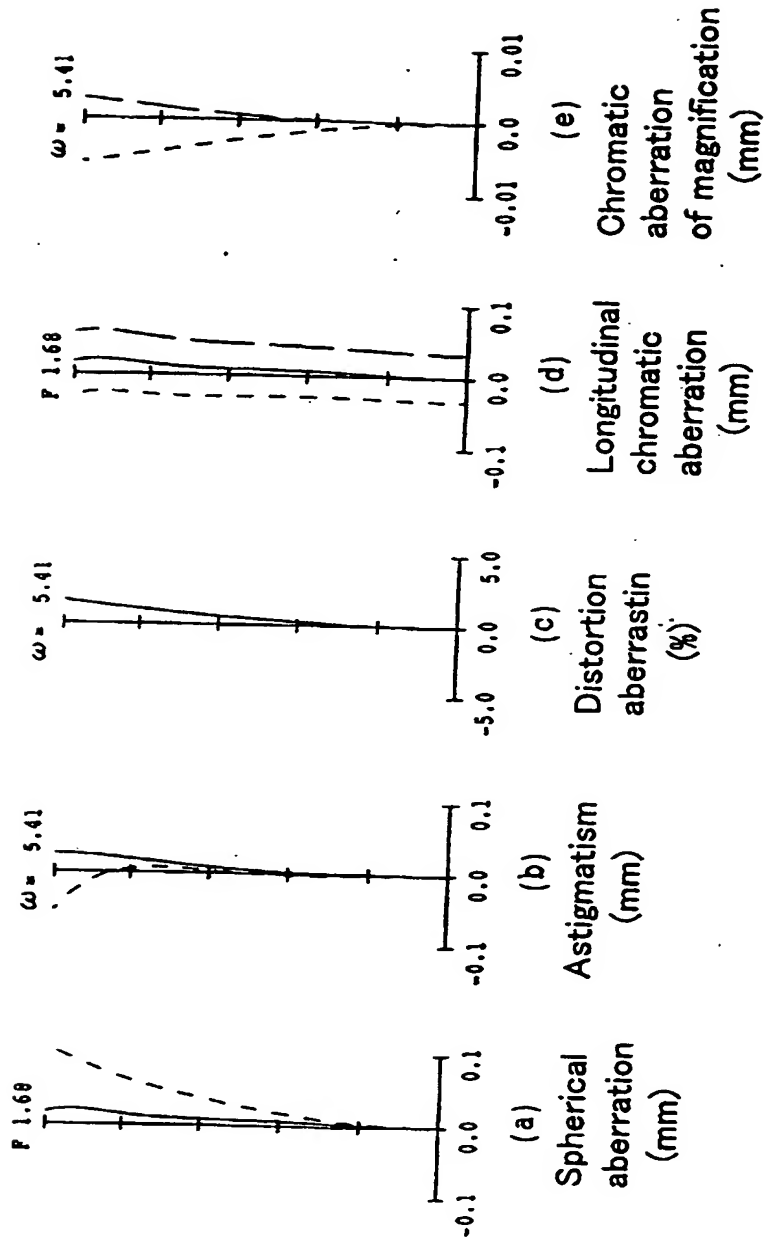 F 1.68
-0.1 0.0 0.1
(a)
Spherical
aberration
(mm)
ω= 5.41
-0.1 0.0 0.1
(b)
Astigmatism
(mm)
ω= 5.41
-5.0 0.0 5.0
(c)
Distortion
aberrastin
(%)
F 1.68
-0.1 0.0 0.1
(d)
Longitudinal
chromatic
aberration
(mm)
ω= 5.41
-0.01 0.0 0.01
(e)
Chromatic
aberration
of magnification
(mm)